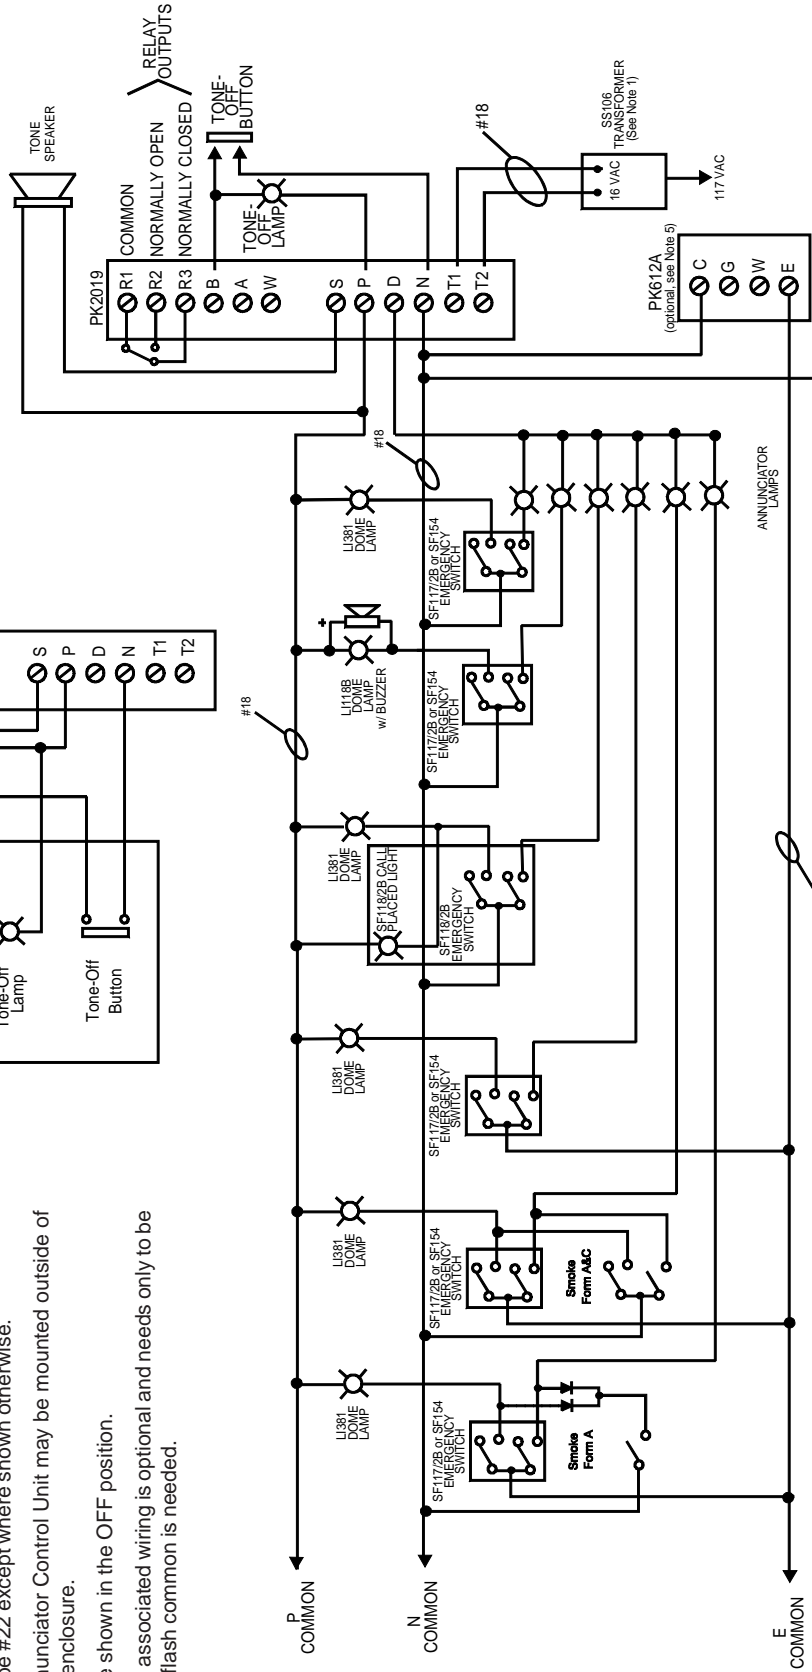 TONE
SPEAKER
RELAY
OUTPUTS
COMMON
NORMALLY OPEN
NORMALLY CLOSED
TONE-
OFF
BUTTON
TONE-
OFF
LAMP
PK2019
R1
R2
R3
B
A
W
S
P
D
N
T1
T2
#18
16 VAC
SS106
TRANSFORMER
(See Note 1)
117 VAC
PK612A
(optional, see Note 5)
C
G
W
E
#18
ANNUNCIATOR
LAMPS
LI381
DOME
LAMP
SF117/2B or SF154
EMERGENCY
SWITCH
LI118B
DOME
LAMP
w/ BUZZER
+
SF117/2B or SF154
EMERGENCY
SWITCH
#18
LI381
DOME
LAMP
SF118/2B CALL
PLACED LIGHT
SF118/2B
EMERGENCY
SWITCH
LI381
DOME
LAMP
SF117/2B or SF154
EMERGENCY
SWITCH
LI381
DOME
LAMP
SF117/2B or SF154
EMERGENCY
SWITCH
Smoke
Form A&C
LI381
DOME
LAMP
SF117/2B or SF154
EMERGENCY
SWITCH
Smoke
Form A
P
COMMON
N
COMMON
E
COMMON
S
P
D
N
T1
T2
Tone-Off
Lamp
Tone-Off
Button
be #22 except where shown otherwise.
nunciator Control Unit may be mounted outside of
enclosure.
e shown in the OFF position.
associated wiring is optional and needs only to be
flash common is needed.